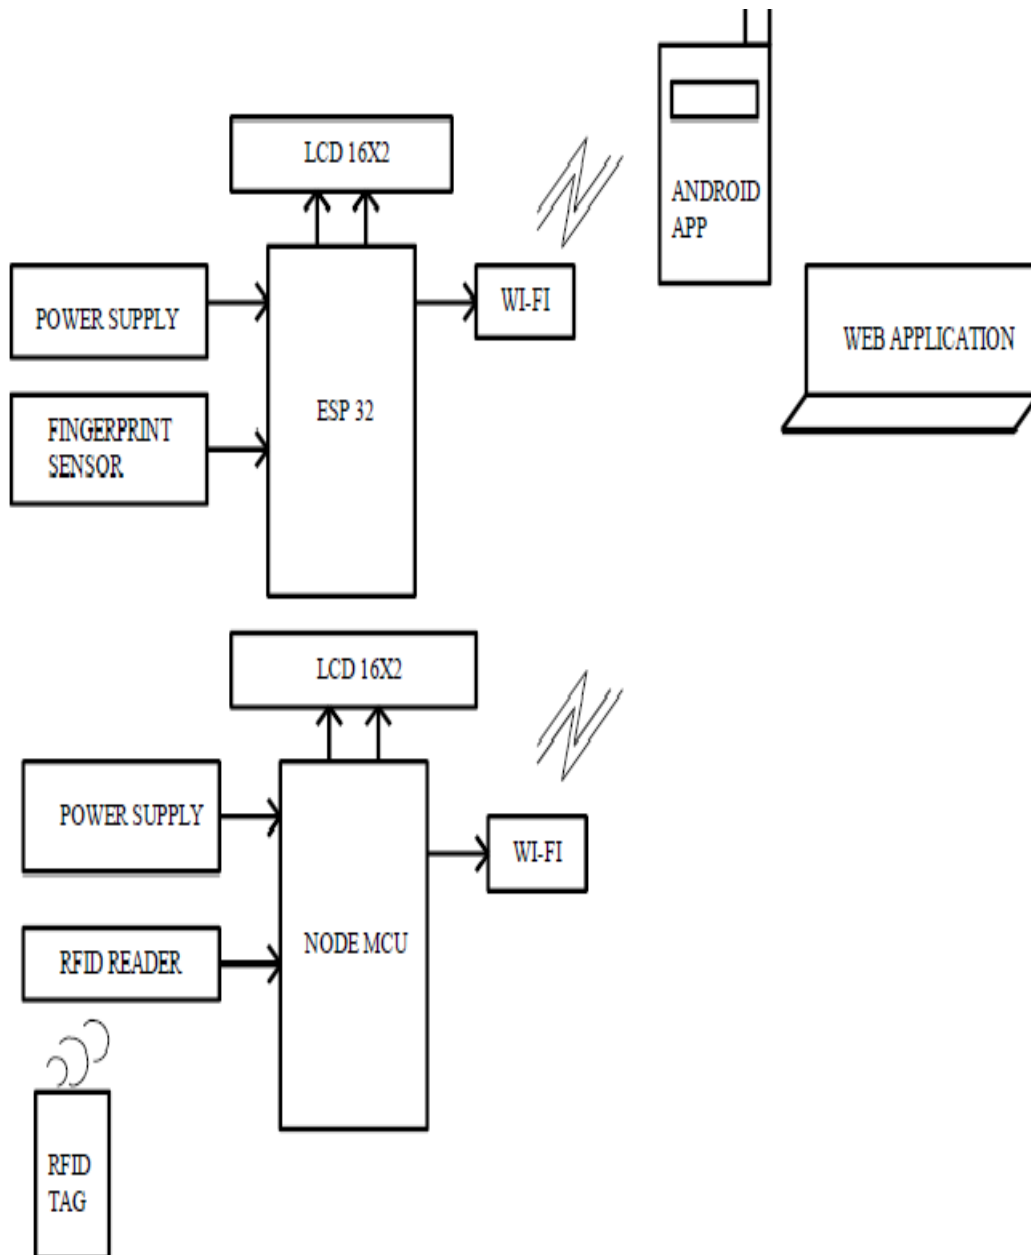 LCD 16X2
ANDROID
APP
POWER SUPPLY
WI-FI
WEB APPLICATION
FINGERPRINT
SENSOR
ESP 32
LCD 16X2
POWER SUPPLY
WI-FI
RFID READER
NODE MCU
RFID
TAG